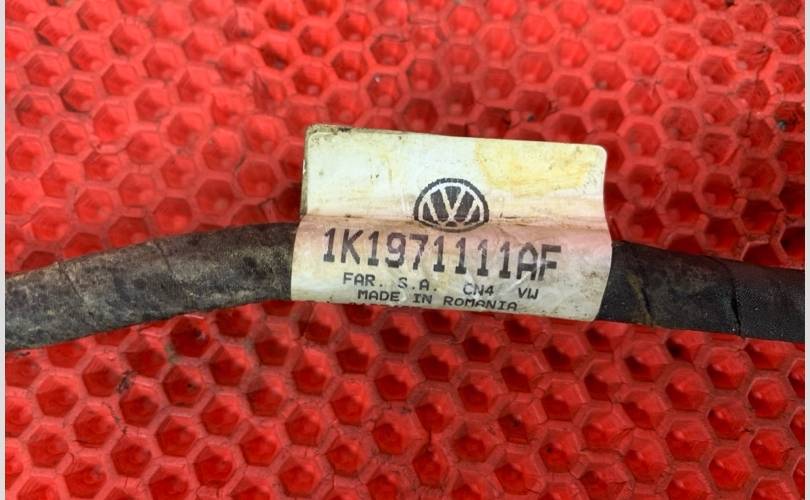 1K1971111AF
FAR. S.A. CN4 VW
MADE IN ROMANIA